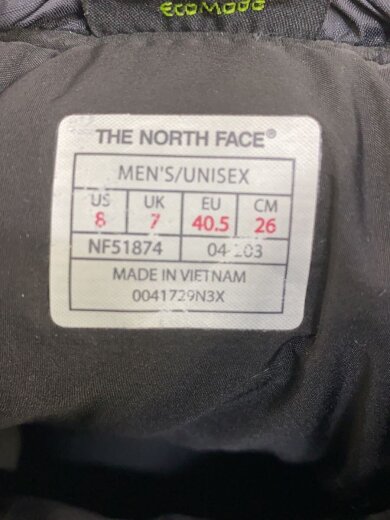 EcoMode
THE NORTH FACE®
MEN'S/UNISEX
US UK EU CM
8 7 40.5 26
NF51874
MADE IN VIETNAM
0041729N3X